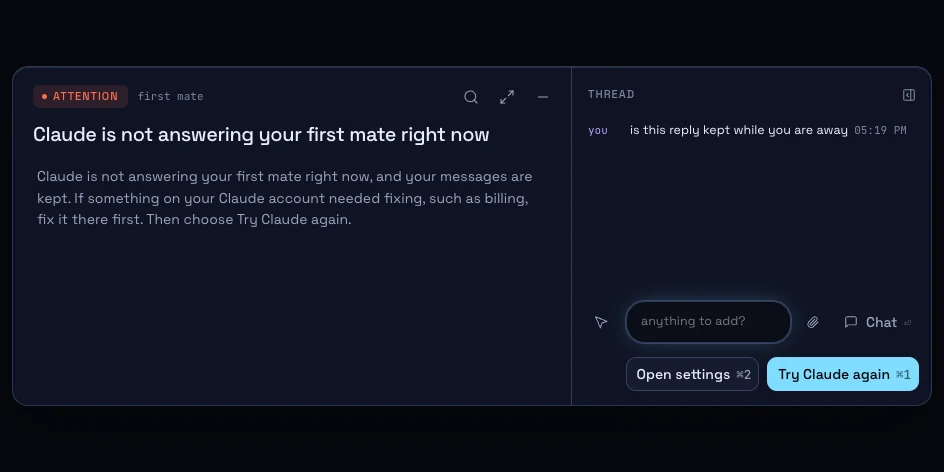 ATTENTION first mate
Claude is not answering your first mate right now
Claude is not answering your first mate right now, and your messages are
kept. If something on your Claude account needed fixing, such as billing,
fix it there first. Then choose Try Claude again.
THREAD
you is this reply kept while you are away 05:19 PM
anything to add?
Chat ⏎
Open settings ⌘2
Try Claude again ⌘1